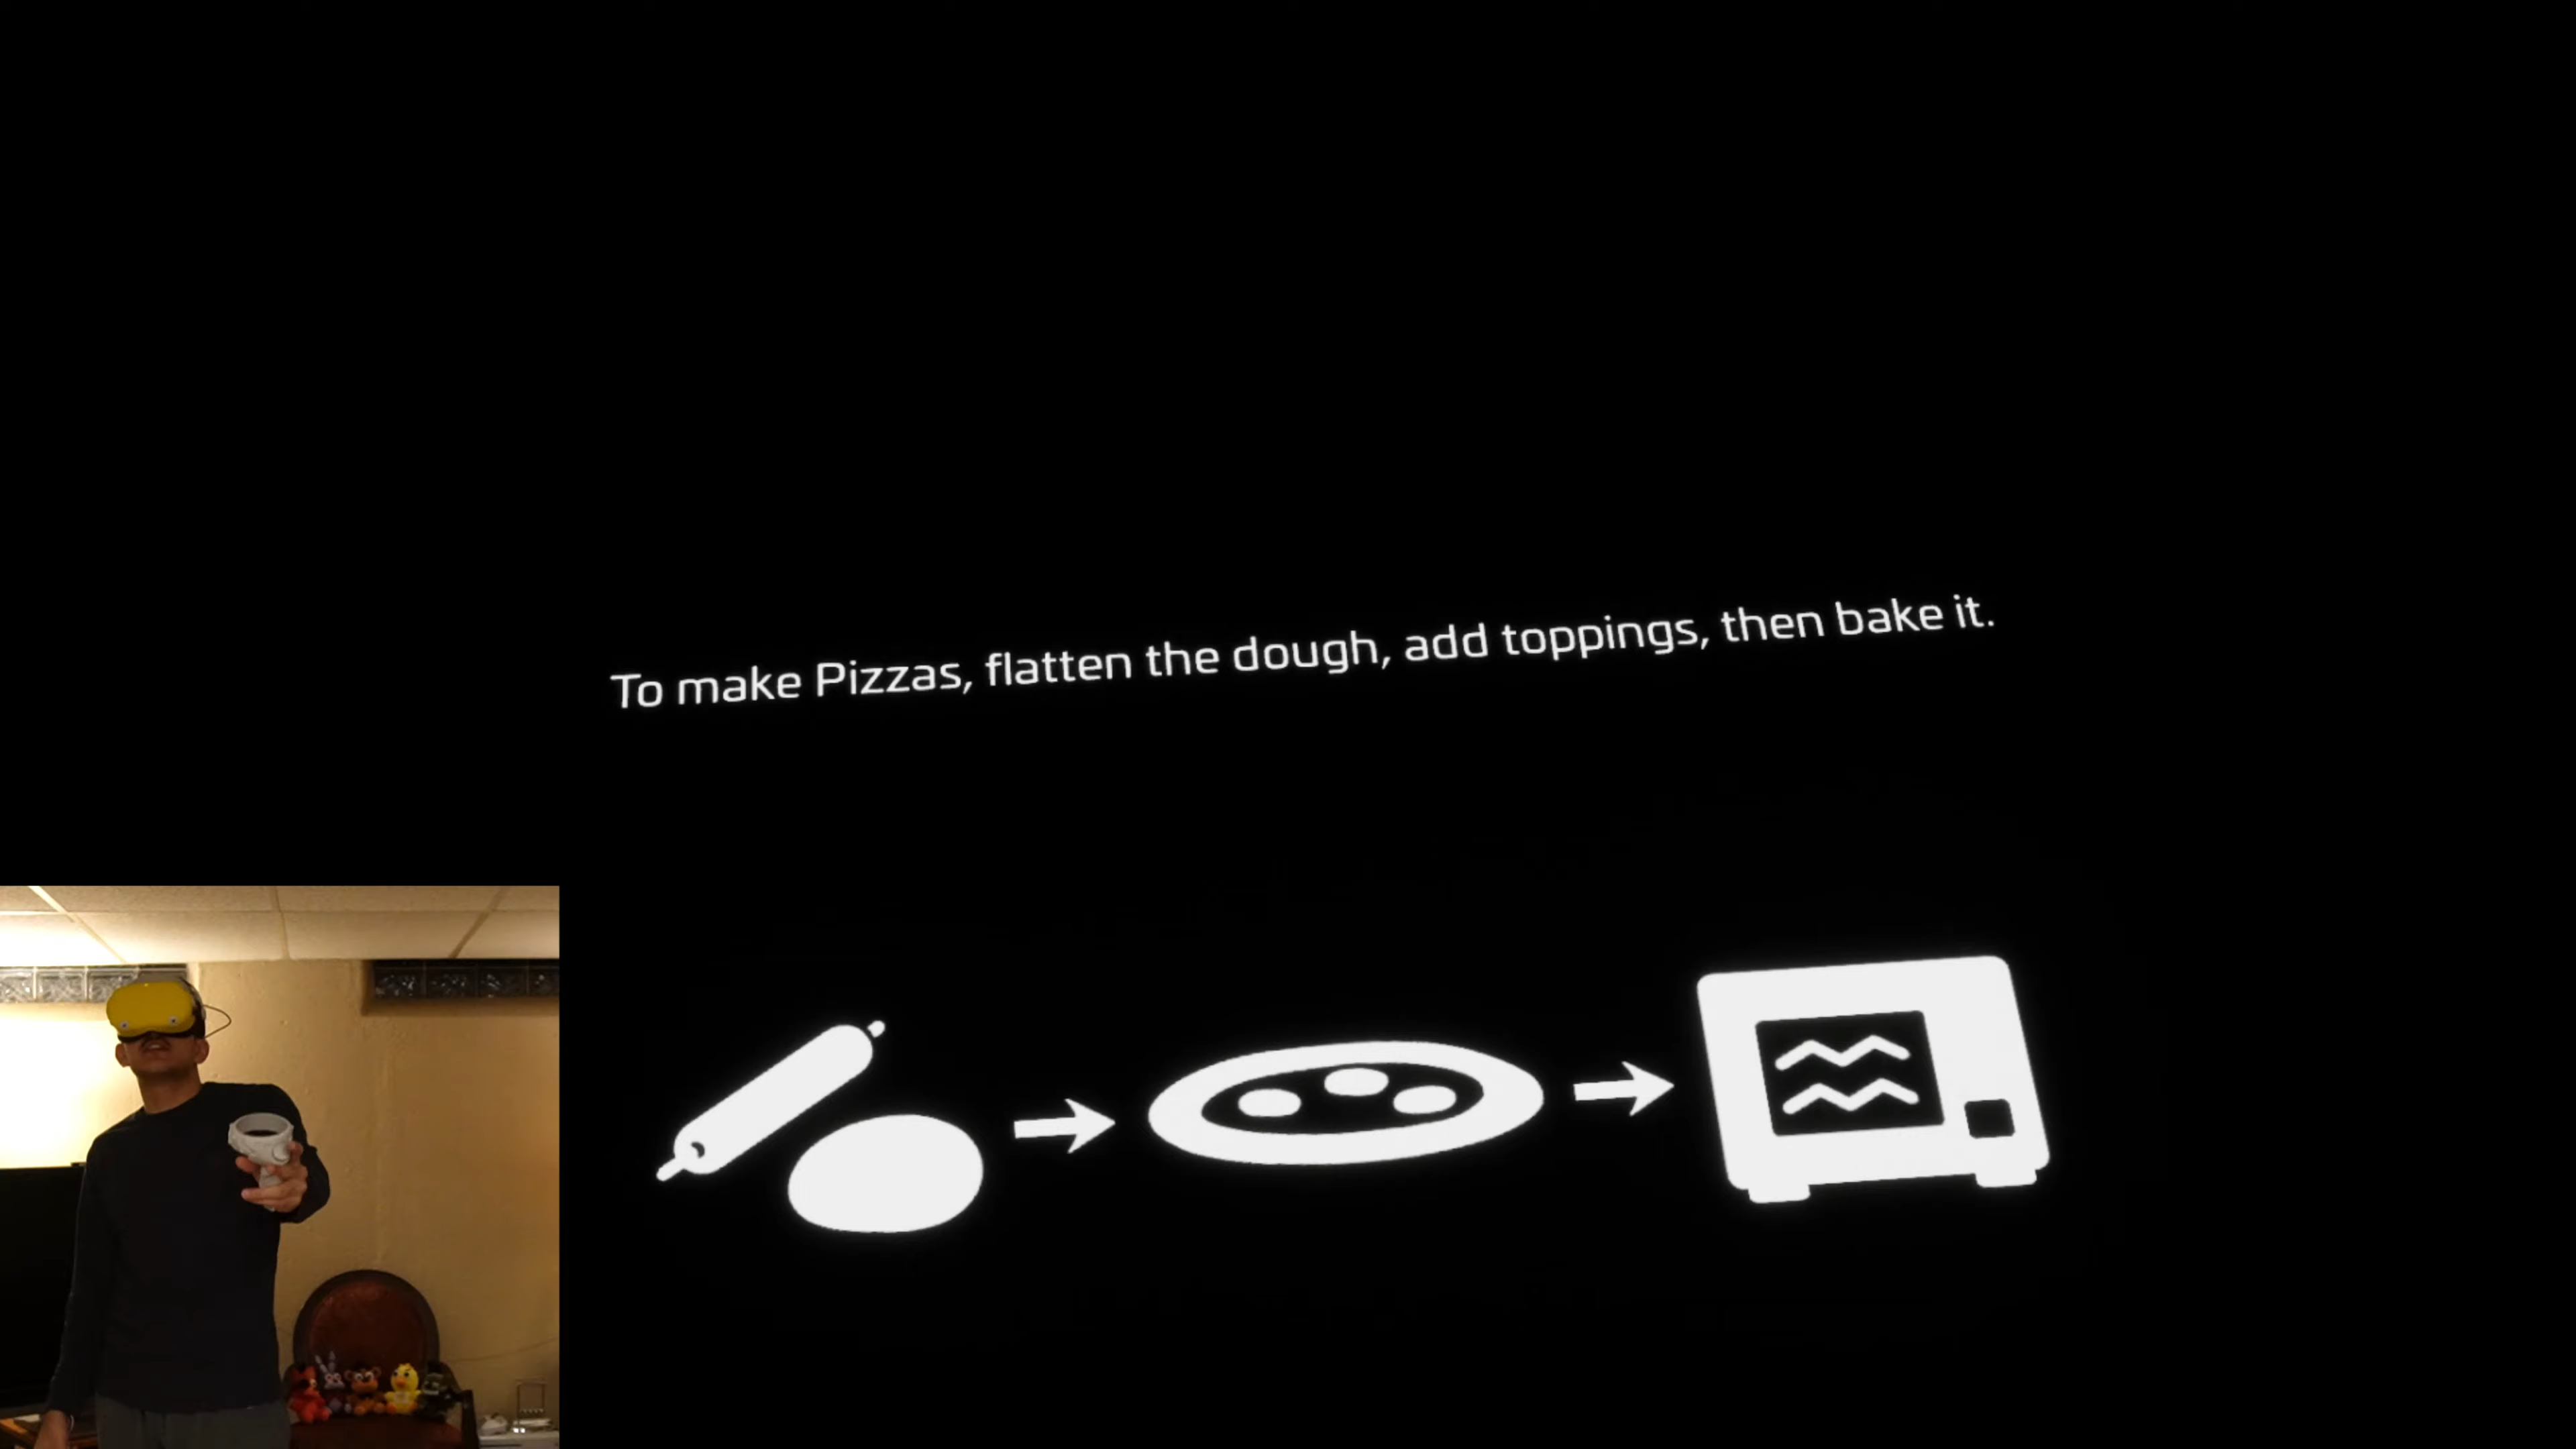 To make Pizzas, flatten the dough, add toppings, then bake it.